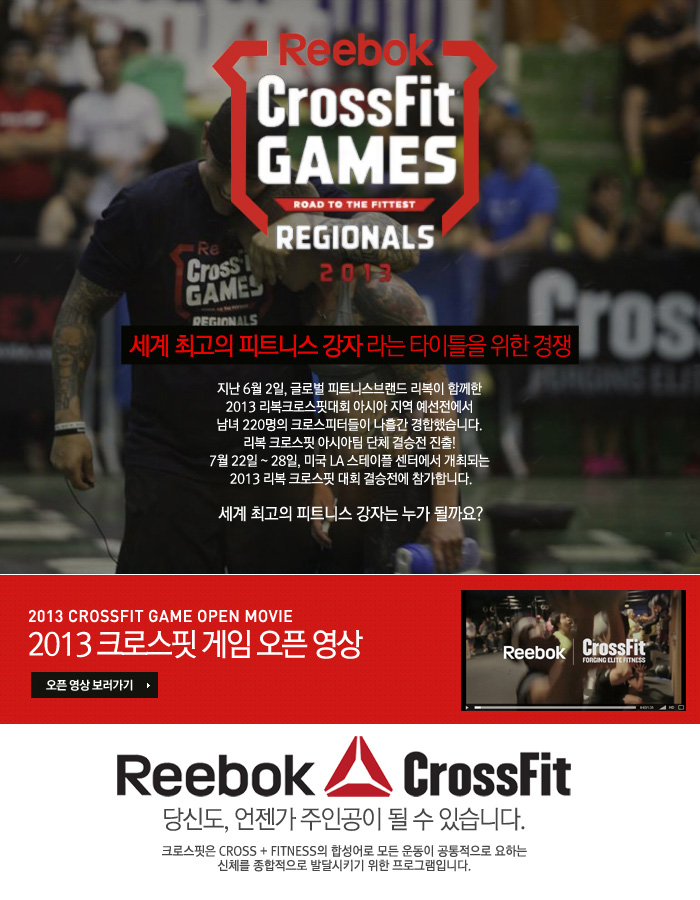 Reebok
CrossFit
GAMES
ROAD TO THE FITTEST
REGIONALS
2013
Re
CrossF
GAMES
REGIONALS
EX
Cross
FORGING ELITE
세계 최고의 피트니스 강자 라는 타이틀을 위한 경쟁
지난 6월 2일, 글로벌 피트니스브랜드 리복이 함께한
2013 리복크로스핏대회 아시아 지역 예선전에서
남녀 220명의 크로스피터들이 나흘간 경합했습니다.
리복 크로스핏 아시아팀 단체 결승전 진출!
7월 22일 ~ 28일, 미국 LA 스테이플 센터에서 개최되는
2013 리복 크로스핏 대회 결승전에 참가합니다.
세계 최고의 피트니스 강자는 누가 될까요?
2013 CROSSFIT GAME OPEN MOVIE
2013 크로스핏 게임 오픈 영상
오픈 영상 보러가기
Reebok CrossFit
FORGING ELITE FITNESS
HD
Reebok CrossFit
당신도, 언젠가 주인공이 될 수 있습니다.
크로스핏은 CROSS + FITNESS의 합성어로 모든 운동이 공통적으로 요하는
신체를 종합적으로 발달시키기 위한 프로그램입니다.